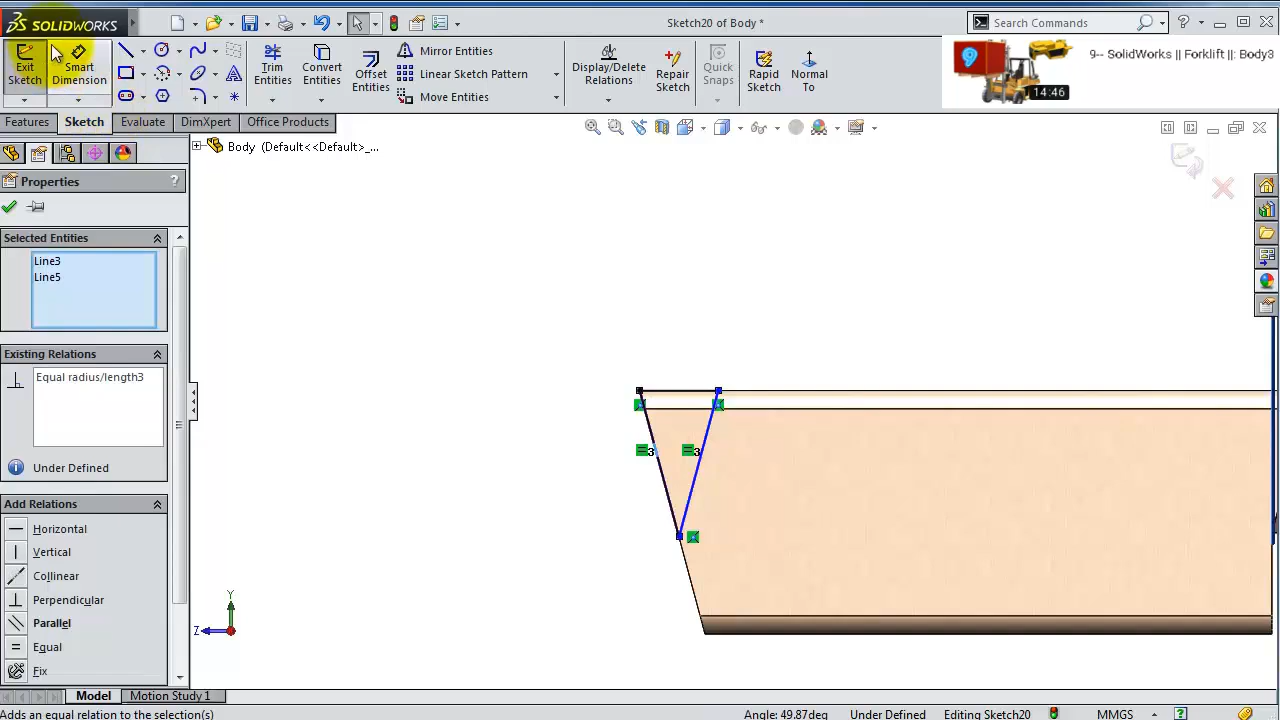 SOLIDWORKS
Sketch20 of Body *
Search Commands
?
Exit Sketch
Smart Dimension
Trim Entities
Convert Entities
Offset Entities
Mirror Entities
Linear Sketch Pattern
Move Entities
Display/Delete Relations
Repair Sketch
Quick Snaps
Rapid Sketch
Normal To
9-- SolidWorks || Forklift ||: Body3
14:46
Features
Sketch
Evaluate
DimXpert
Office Products
Body (Default<<Default>_...
Properties
?
Selected Entities
Line3
Line5
Existing Relations
Equal radius/length3
Under Defined
Add Relations
Horizontal
Vertical
Collinear
Perpendicular
Parallel
Equal
Fix
3
3
Y
Z
Model
Motion Study 1
Adds an equal relation to the selection(s)
Angle: 49.87deg
Under Defined
Editing Sketch20
MMGS
?